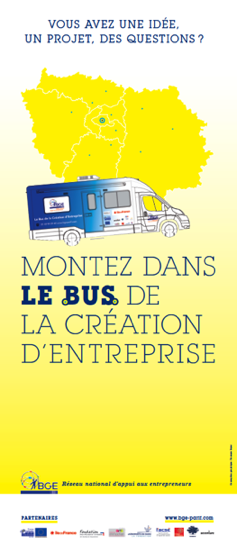 VOUS AVEZ UNE IDÉE,
UN PROJET, DES QUESTIONS ?
BGE
MONTEZ DANS
LE BUS DE
LA CRÉATION
D'ENTREPRISE
BGE Réseau national d'appui aux entrepreneurs
PARTENAIRES
www.bge-parif.com